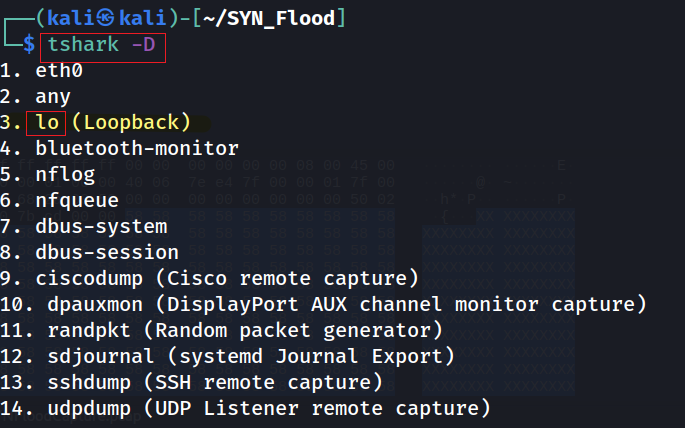 (kali㉿kali)-[~/SYN_Flood]
$ tshark -D
1. eth0
2. any
3. lo (Loopback)
4. bluetooth-monitor
5. nflog
6. nfqueue
7. dbus-system
8. dbus-session
9. ciscodump (Cisco remote capture)
10. dpauxmon (DisplayPort AUX channel monitor capture)
11. randpkt (Random packet generator)
12. sdjournal (systemd Journal Export)
13. sshdump (SSH remote capture)
14. udpdump (UDP Listener remote capture)